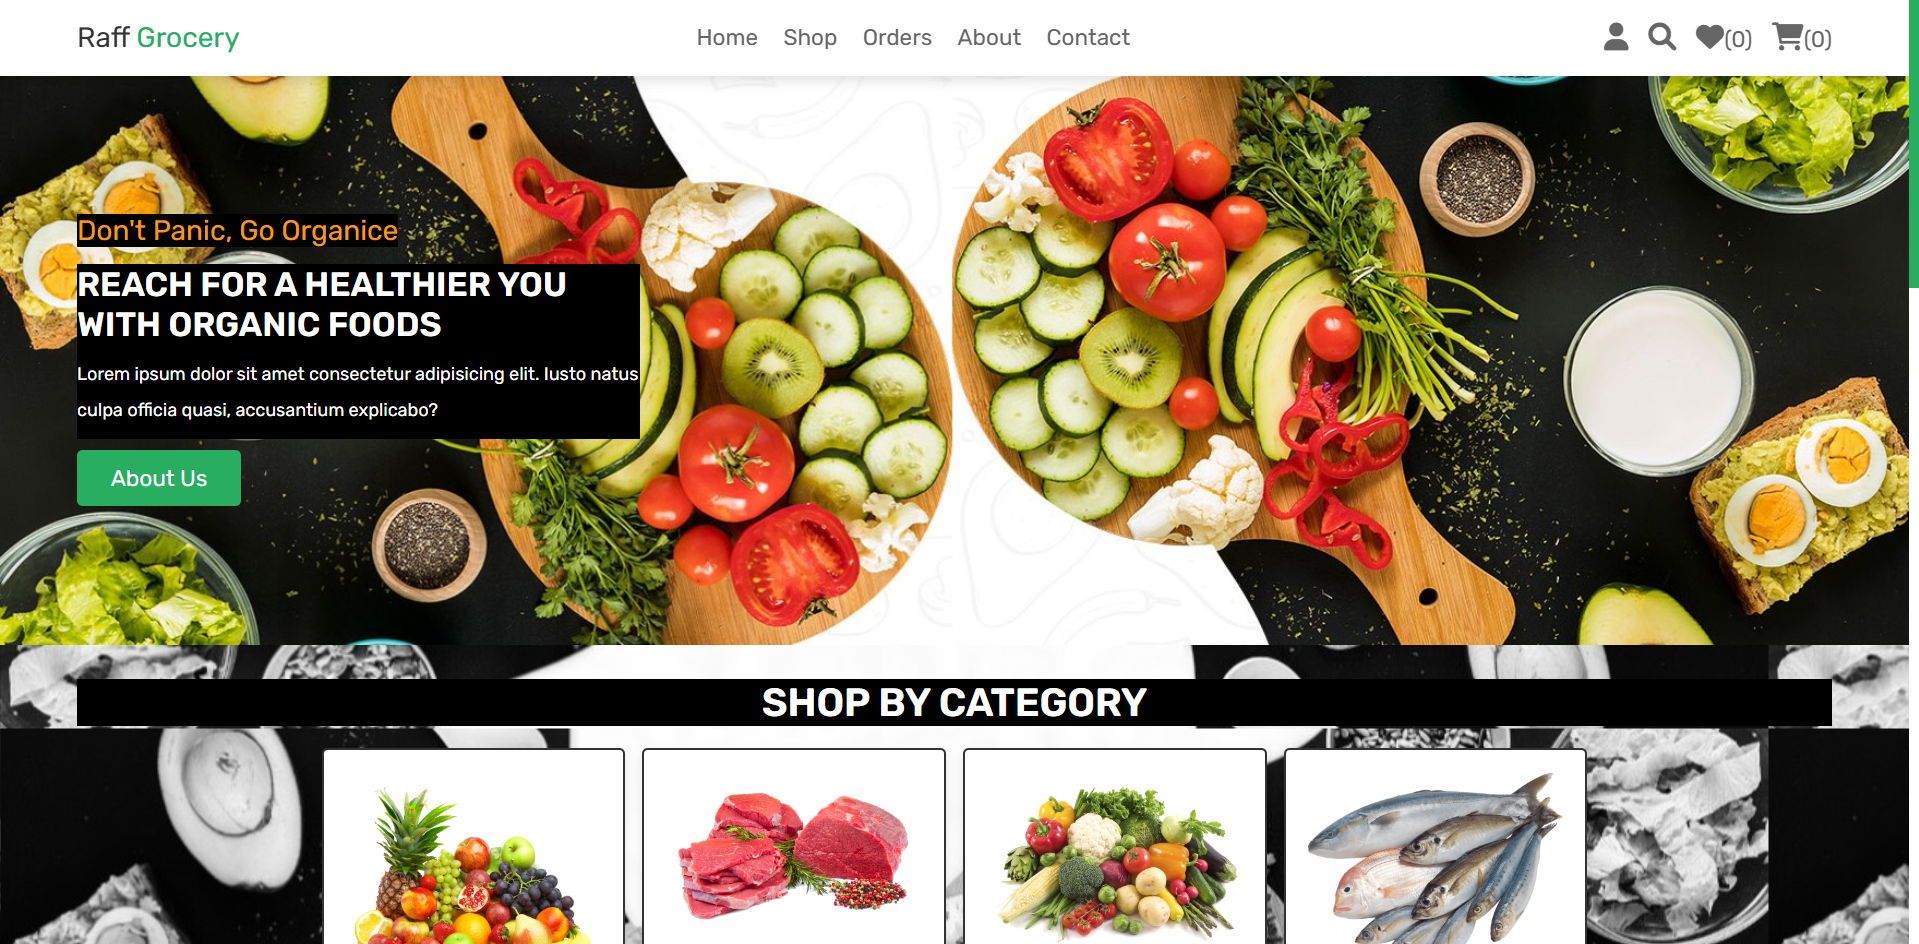 Raff Grocery
Home Shop Orders About Contact
(0) (0)
Don't Panic, Go Organice
REACH FOR A HEALTHIER YOU
WITH ORGANIC FOODS
Lorem ipsum dolor sit amet consectetur adipisicing elit. Iusto natus
culpa officia quasi, accusantium explicabo?
About Us
SHOP BY CATEGORY